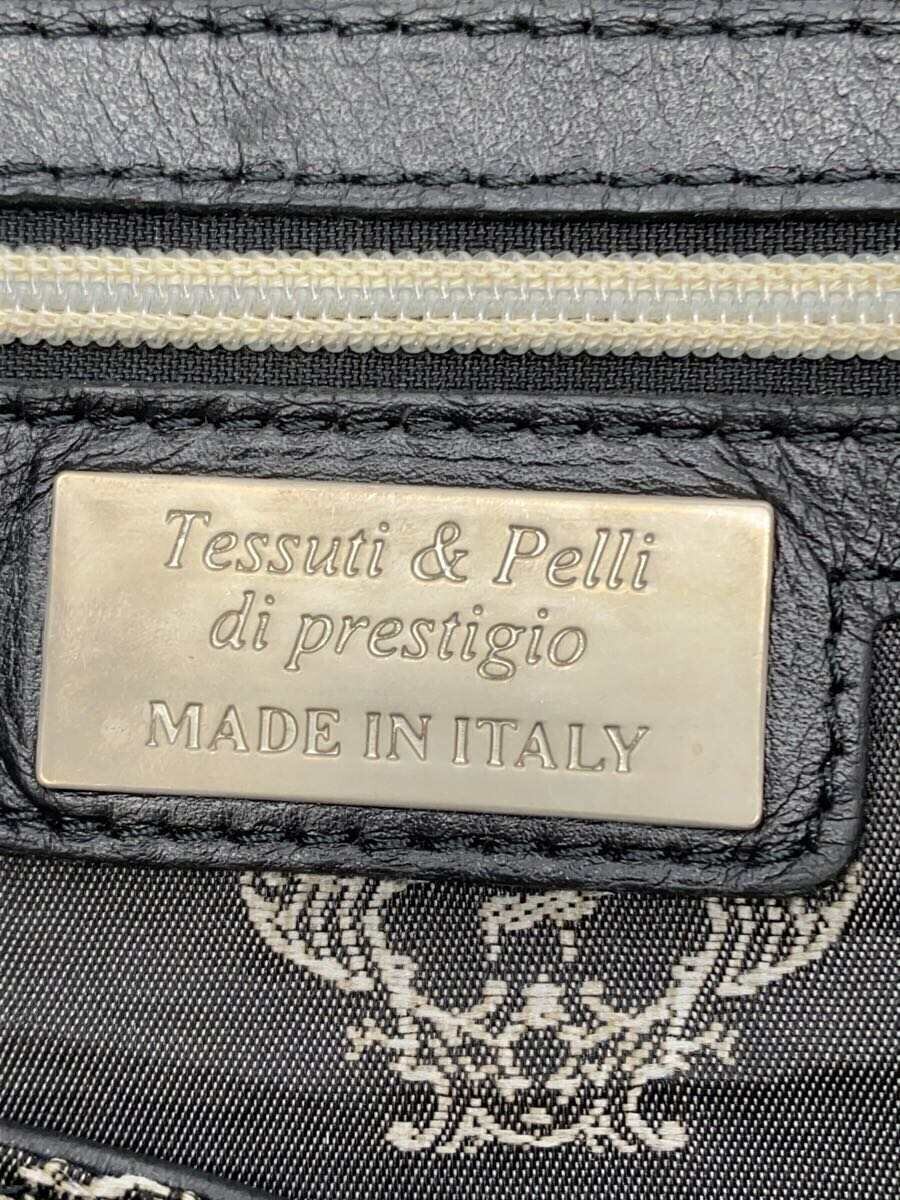 Tessuti & Pelli
di prestigio
MADE IN ITALY